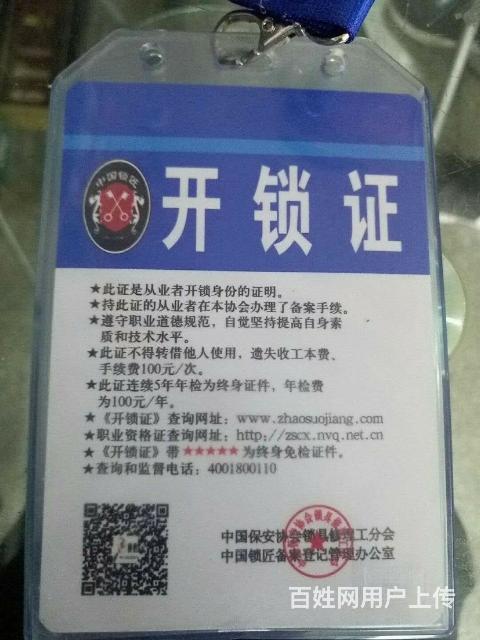 中国锁匠
开锁证
★此证是从业者开锁身份的证明。
★持此证的从业者在本协会办理了备案手续。
★遵守职业道德规范，自觉坚持提高自身素
质和技术水平。
★此证不得转借他人使用，遗失收工本费、
手续费100元/次。
★此证连续5年年检为终身证件，年检费
为100元/年。
★《开锁证》查询网址：www.zhaosuojiang.com
★职业资格证查询网址：http://zscx.nvq.net.cn
★《开锁证》带★★★★★为终身免检证件。
★查询和监督电话：4001800110
中国保安协会锁具修理工分会
中国锁匠备案登记管理办公室
百姓网用户上传